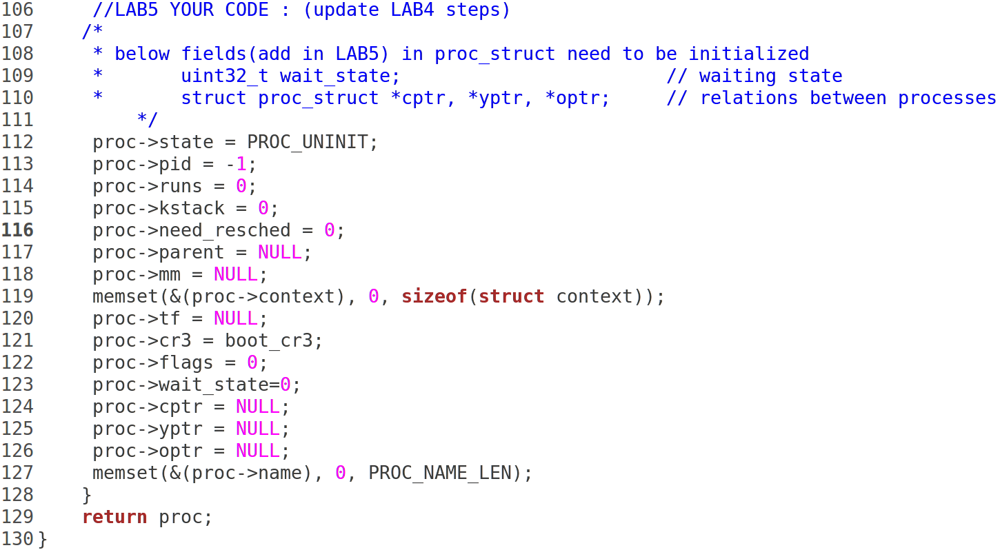 106     //LAB5 YOUR CODE : (update LAB4 steps)
107    /*
108     * below fields(add in LAB5) in proc_struct need to be initialized
109     *       uint32_t wait_state;                        // waiting state
110     *       struct proc_struct *cptr, *yptr, *optr;     // relations between processes
111         */
112     proc->state = PROC_UNINIT;
113     proc->pid = -1;
114     proc->runs = 0;
115     proc->kstack = 0;
116     proc->need_resched = 0;
117     proc->parent = NULL;
118     proc->mm = NULL;
119     memset(&(proc->context), 0, sizeof(struct context));
120     proc->tf = NULL;
121     proc->cr3 = boot_cr3;
122     proc->flags = 0;
123     proc->wait_state=0;
124     proc->cptr = NULL;
125     proc->yptr = NULL;
126     proc->optr = NULL;
127     memset(&(proc->name), 0, PROC_NAME_LEN);
128    }
129    return proc;
130}